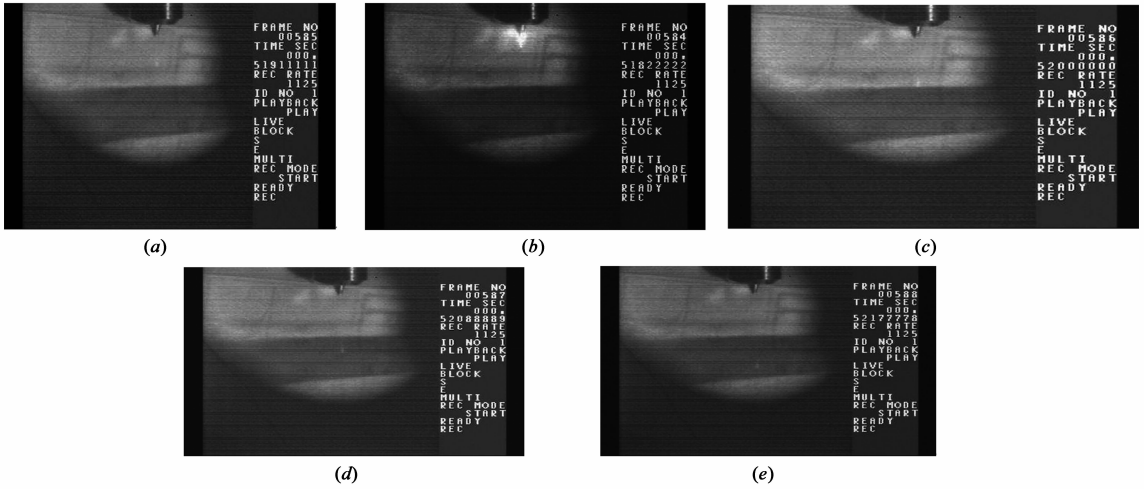 FRAME NO
00585
TIME SEC
000.
51911111
REC RATE
1125
ID NO 1
PLAYBACK
PLAY
LIVE
BLOCK
S
E
MULTI
REC MODE
START
READY
REC
(a)
FRAME NO
00584
TIME SEC
000.
51822222
REC RATE
1125
ID NO 1
PLAYBACK
PLAY
LIVE
BLOCK
S
E
MULTI
REC MODE
START
READY
REC
(b)
FRAME NO
00586
TIME SEC
000.
52000000
REC RATE
1125
ID NO 1
PLAYBACK
PLAY
LIVE
BLOCK
S
E
MULTI
REC MODE
START
READY
REC
(c)
FRAME NO
00587
TIME SEC
000.
52088889
REC RATE
1125
ID NO 1
PLAYBACK
PLAY
LIVE
BLOCK
S
E
MULTI
REC MODE
START
READY
REC
(d)
FRAME NO
00588
TIME SEC
000.
52177778
REC RATE
1125
ID NO 1
PLAYBACK
PLAY
LIVE
BLOCK
S
E
MULTI
REC MODE
START
READY
REC
(e)